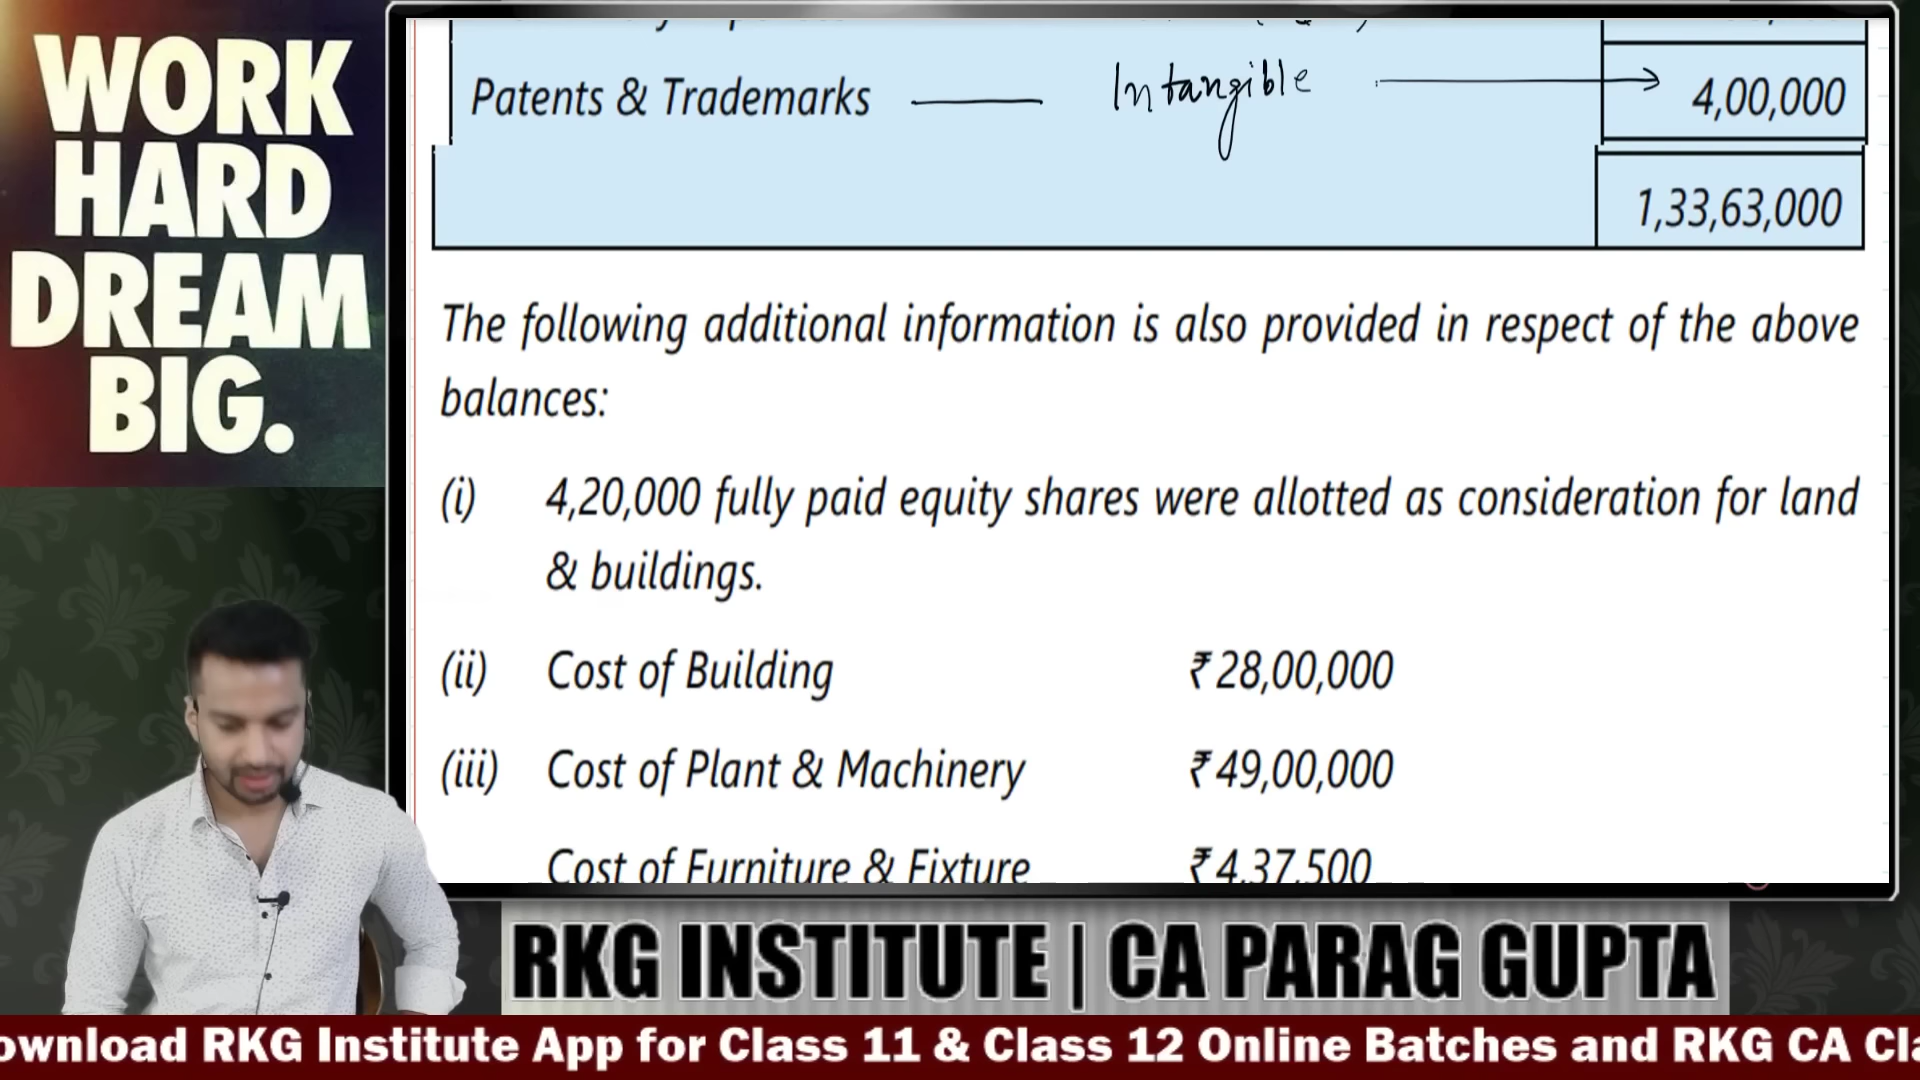 WORK
HARD
DREAM
BIG.
Patents & Trademarks Intangible 4,00,000
1,33,63,000
The following additional information is also provided in respect of the above
balances:
(i) 4,20,000 fully paid equity shares were allotted as consideration for land
& buildings.
(ii) Cost of Building ₹ 28,00,000
(iii) Cost of Plant & Machinery ₹ 49,00,000
Cost of Furniture & Fixture ₹ 4,37,500
RKG INSTITUTE | CA PARAG GUPTA
ownload RKG Institute App for Class 11 & Class 12 Online Batches and RKG CA Cla